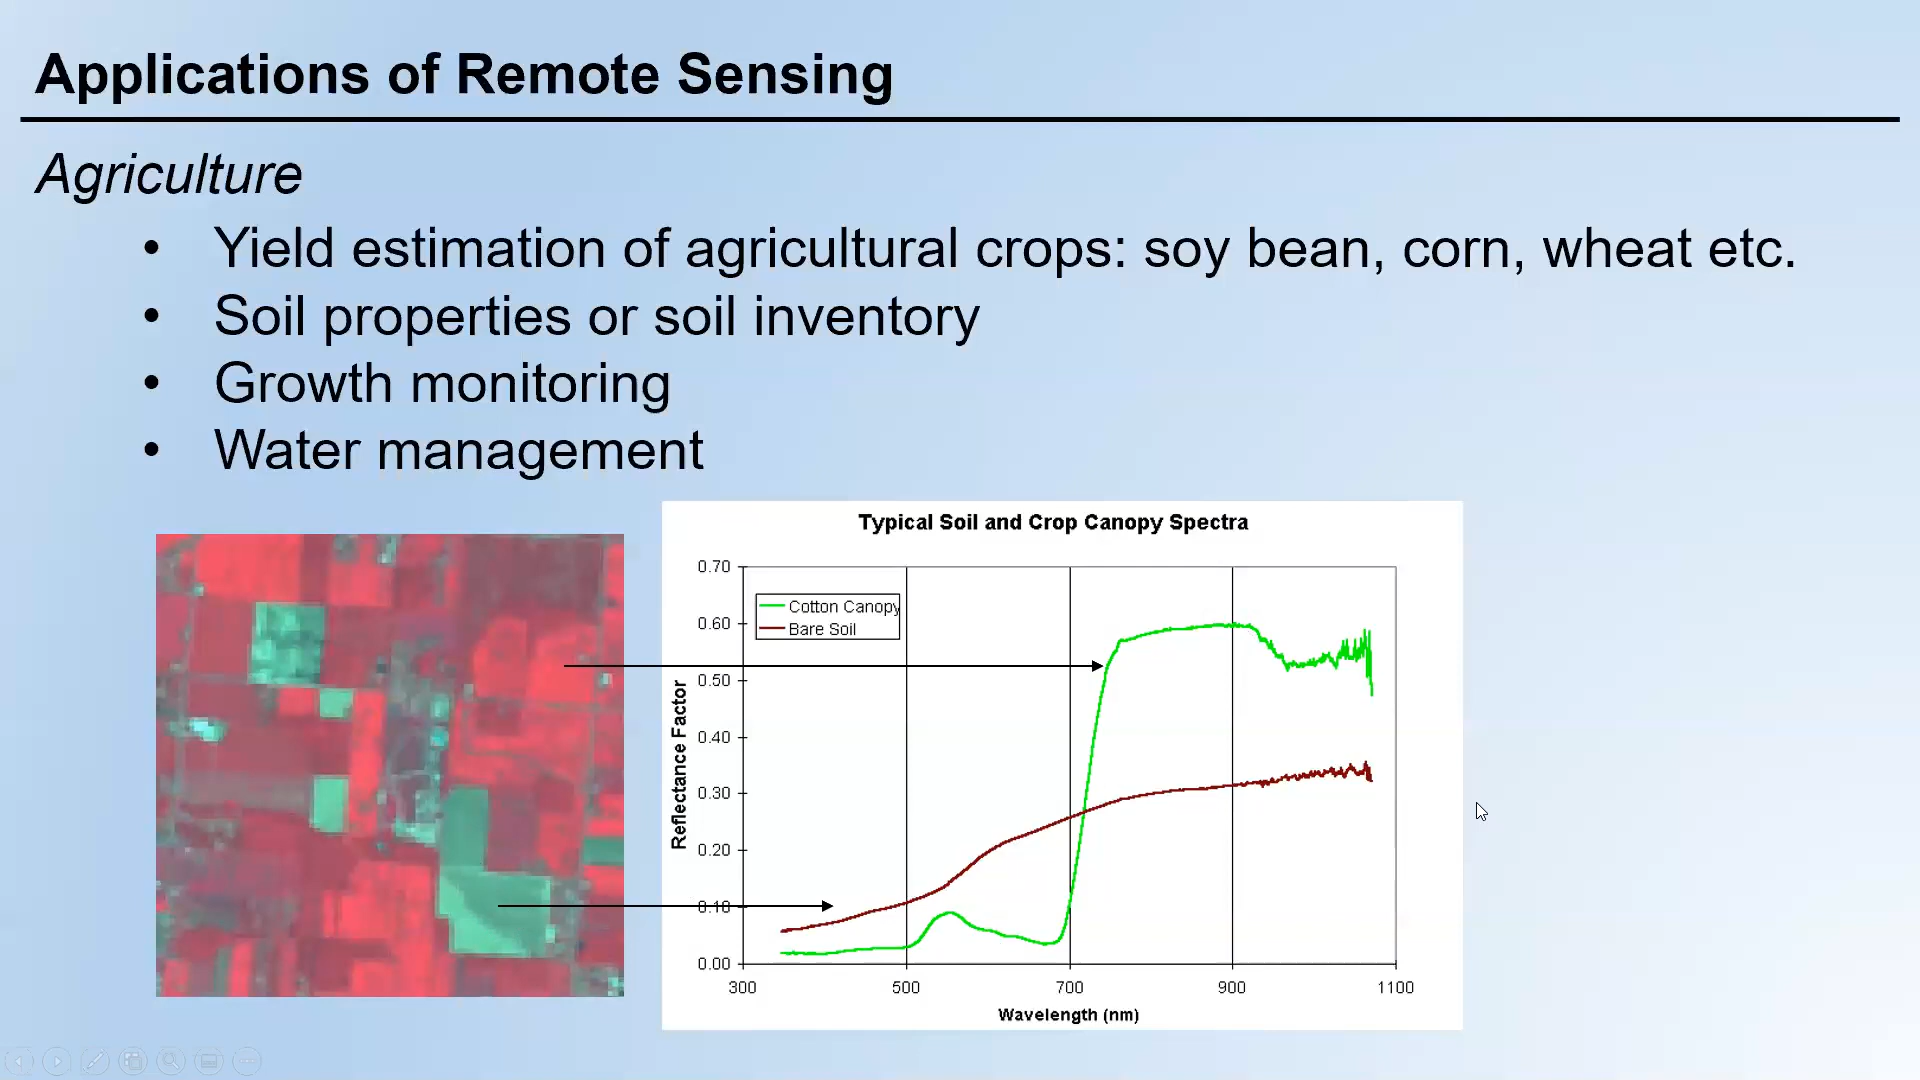 Applications of Remote Sensing
Agriculture
• Yield estimation of agricultural crops: soy bean, corn, wheat etc.
• Soil properties or soil inventory
• Growth monitoring
• Water management
Typical Soil and Crop Canopy Spectra
0.70
0.60
0.50
0.40
0.30
0.20
0.10
0.00
Reflectance Factor
Cotton Canopy
Bare Soil
300 500 700 900 1100
Wavelength (nm)